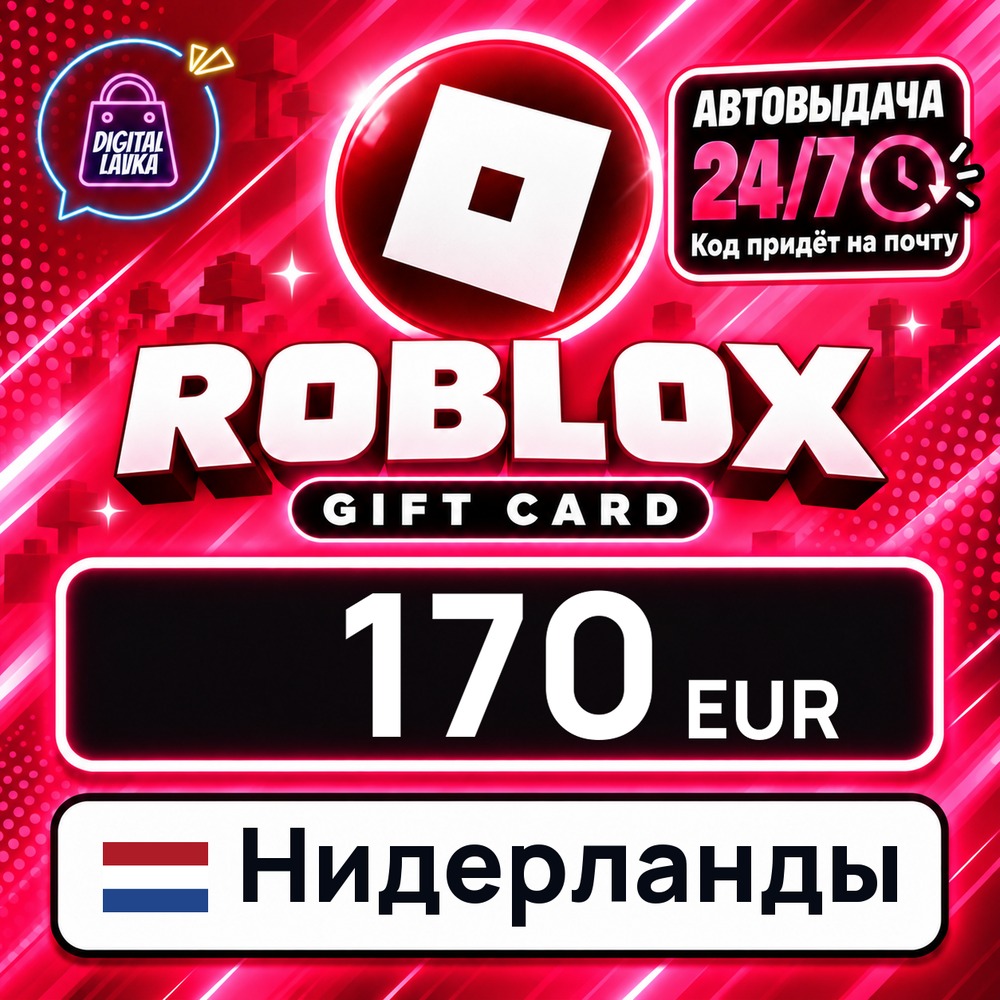 DIGITAL
LAVKA
АВТОВЫДАЧА
24/7
Код придёт на почту
ROBLOX
GIFT CARD
170 EUR
Нидерланды